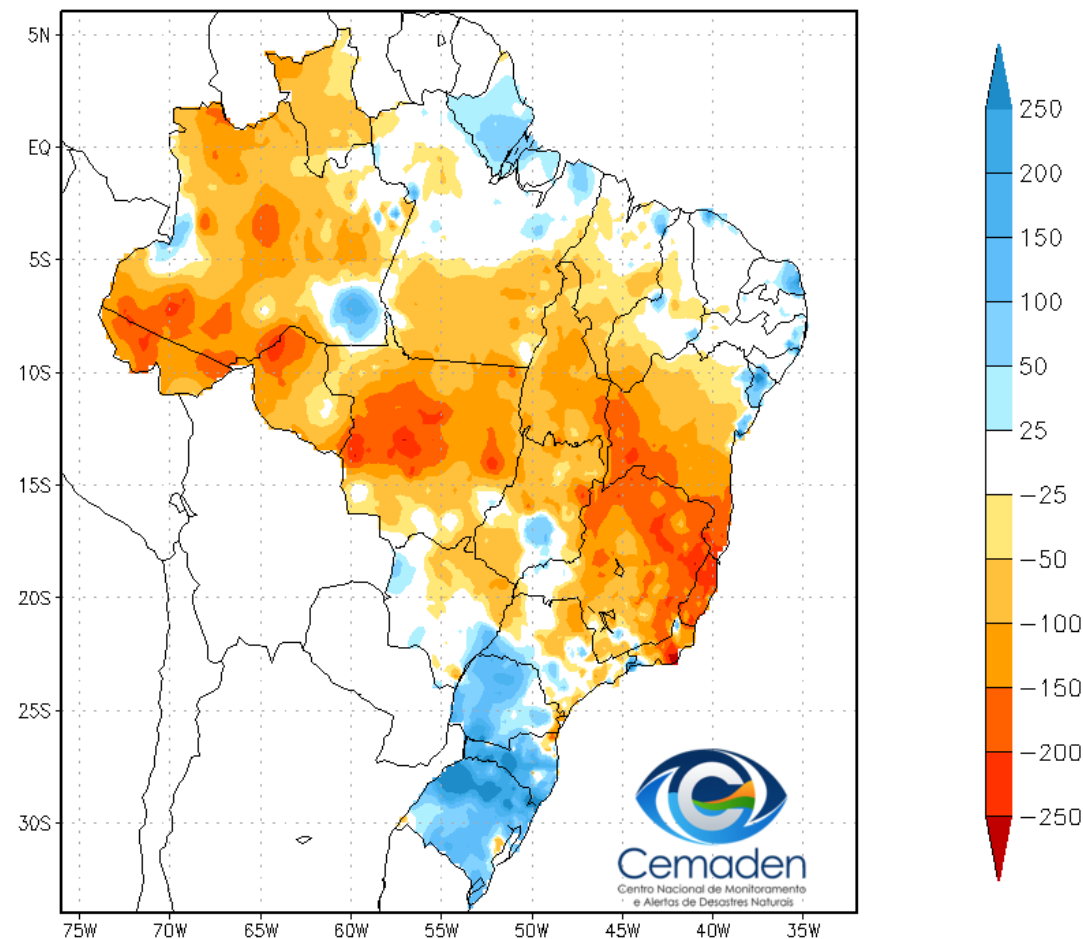 5N
EQ
5S
10S
15S
20S
25S
30S
75W
70W
65W
60W
55W
50W
45W
40W
35W
250
200
150
100
50
25
−25
−50
−100
−150
−200
−250
Cemaden
Centro Nacional de Monitoramento
e Alertas de Desastres Naturais